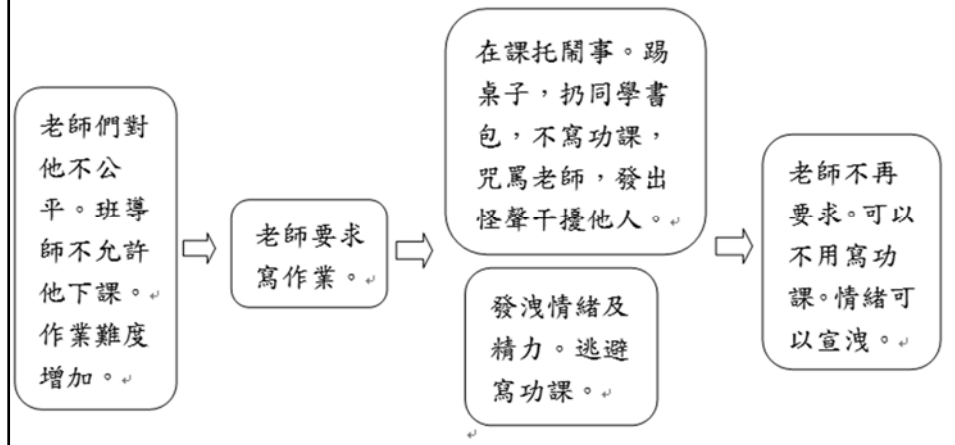 老師們對
他不公
平。班導
師不允許
他下課。
作業難度
增加。
老師要求
寫作業。
在課托鬧事。踢
桌子，扔同學書
包，不寫功課，
咒罵老師，發出
怪聲干擾他人。
發洩情緒及
精力。逃避
寫功課。
老師不再
要求。可以
不用寫功
課。情緒可
以宣洩。